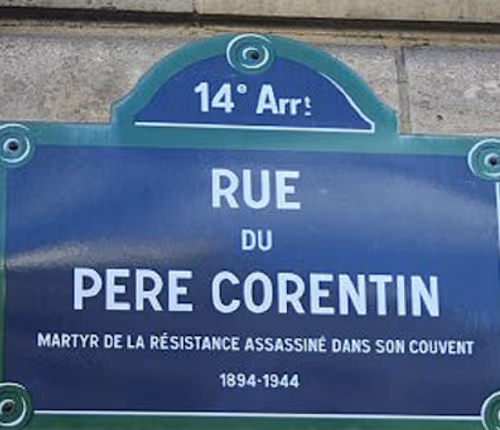 14e Arrt
RUE
DU
PERE CORENTIN
MARTYR DE LA RÉSISTANCE ASSASSINÉ DANS SON COUVENT
1894-1944